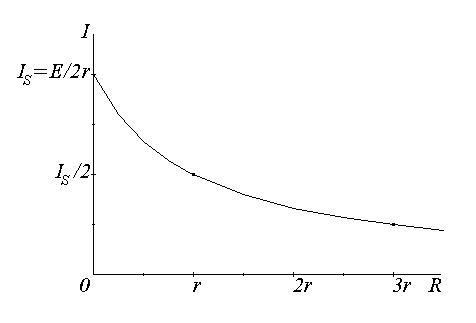 I
I_S=E/2r
I_S/2
0 r 2r 3r R